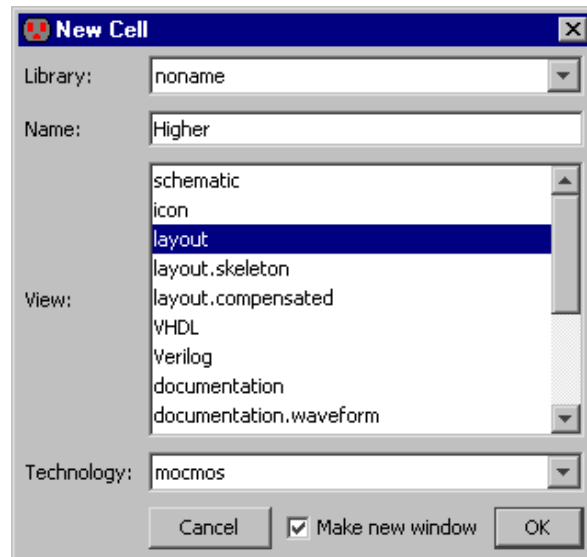 New Cell
Library: noname
Name: Higher
schematic
icon
layout
layout.skeleton
layout.compensated
View:
VHDL
Verilog
documentation
documentation.waveform
Technology: mocmos
Cancel Make new window OK